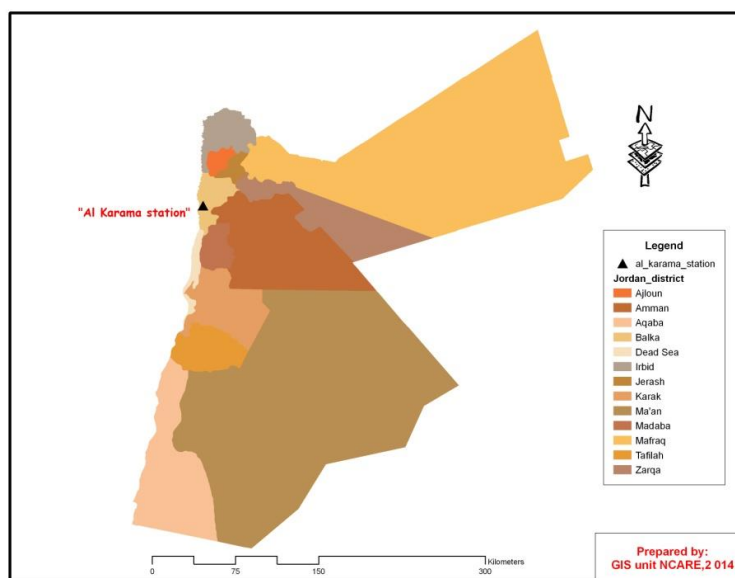 N
"Al Karama station"
Legend
al_karama_station
Jordan_district
Ajloun
Amman
Aqaba
Balka
Dead Sea
Irbid
Jerash
Karak
Ma'an
Madaba
Mafraq
Tafilah
Zarqa
Kilometers
0 75 150 300
Prepared by:
GIS unit NCARE,2 014